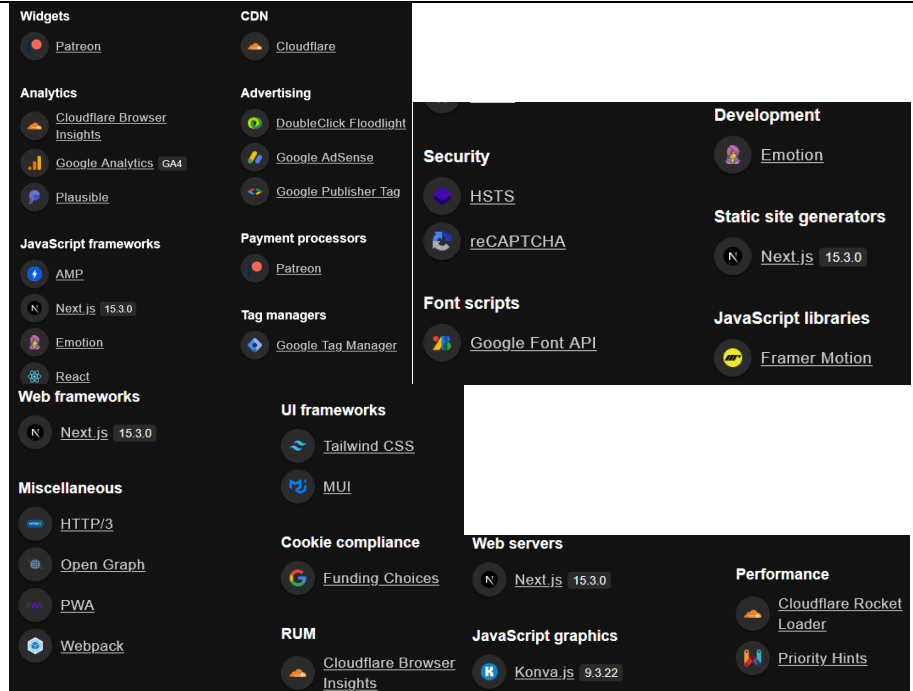 Widgets
Patreon
Analytics
Cloudflare Browser
Insights
Google Analytics GA4
Plausible
JavaScript frameworks
AMP
Next.js 15.3.0
Emotion
React
CDN
Cloudflare
Advertising
DoubleClick Floodlight
Google AdSense
Google Publisher Tag
Payment processors
Patreon
Tag managers
Google Tag Manager
Security
HSTS
reCAPTCHA
Font scripts
Google Font API
Development
Emotion
Static site generators
Next.js 15.3.0
JavaScript libraries
Framer Motion
Web frameworks
Next.js 15.3.0
Miscellaneous
HTTP/3
Open Graph
PWA
Webpack
UI frameworks
Tailwind CSS
MUI
Cookie compliance
Funding Choices
RUM
Cloudflare Browser
Insights
Web servers
Next.js 15.3.0
JavaScript graphics
Konva.js 9.3.22
Performance
Cloudflare Rocket
Loader
Priority Hints